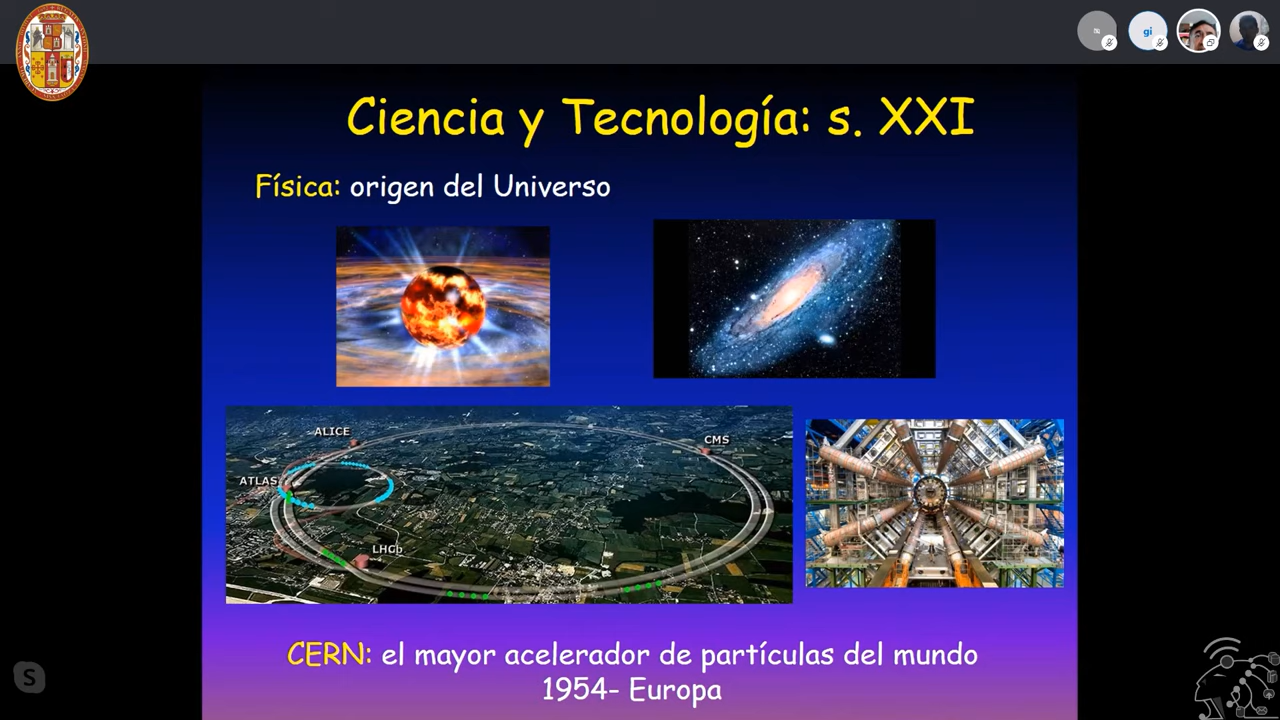 gi
Ciencia y Tecnología: s. XXI
Física: origen del Universo
ALICE
CMS
ATLAS
LHCb
CERN: el mayor acelerador de partículas del mundo
1954- Europa
S